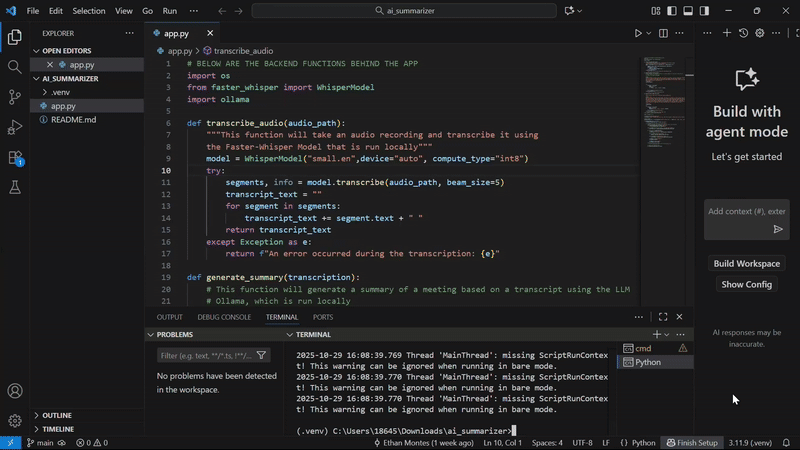 File Edit Selection View Go Run ···
ai_summarizer
EXPLORER
OPEN EDITORS
app.py
AI_SUMMARIZER
.venv
app.py
README.md
OUTLINE
TIMELINE
1
app.py
app.py > transcribe_audio
1 # BELOW ARE THE BACKEND FUNCTIONS BEHIND THE APP
2 import os
3 from faster_whisper import WhisperModel
4 import ollama
5
6 def transcribe_audio(audio_path):
7 """This function will take an audio recording and transcribe it using
8 the Faster-Whisper Model that is run locally"""
9 model = WhisperModel("small.en",device="auto", compute_type="int8")
10 try:
11 segments, info = model.transcribe(audio_path, beam_size=5)
12 transcript_text = ""
13 for segment in segments:
14 transcript_text += segment.text + " "
15 return transcript_text
16 except Exception as e:
17 return f"An error occurred during the transcription: {e}"
18
19 def generate_summary(transcription):
20 # This function will generate a summary of a meeting based on a transcript using the LLM
21 # Ollama, which is run locally
OUTPUT DEBUG CONSOLE TERMINAL PORTS
PROBLEMS
Filter (e.g. text, **/*.ts, !**/...
No problems have been detected
in the workspace.
TERMINAL
2025-10-29 16:08:39.769 Thread 'MainThread': missing ScriptRunContex
t! This warning can be ignored when running in bare mode.
2025-10-29 16:08:39.770 Thread 'MainThread': missing ScriptRunContex
t! This warning can be ignored when running in bare mode.
2025-10-29 16:08:39.770 Thread 'MainThread': missing ScriptRunContex
t! This warning can be ignored when running in bare mode.
(.venv) C:\Users\18645\Downloads\ai_summarizer>
cmd
Python
Build with
agent mode
Let's get started
Add context (#), exter
Build Workspace
Show Config
AI responses may be
inaccurate.
main 0 0 Ethan Montes (1 week ago) Ln 10, Col 1 Spaces: 4 UTF-8 LF {} Python Finish Setup 3.11.9 (.venv)